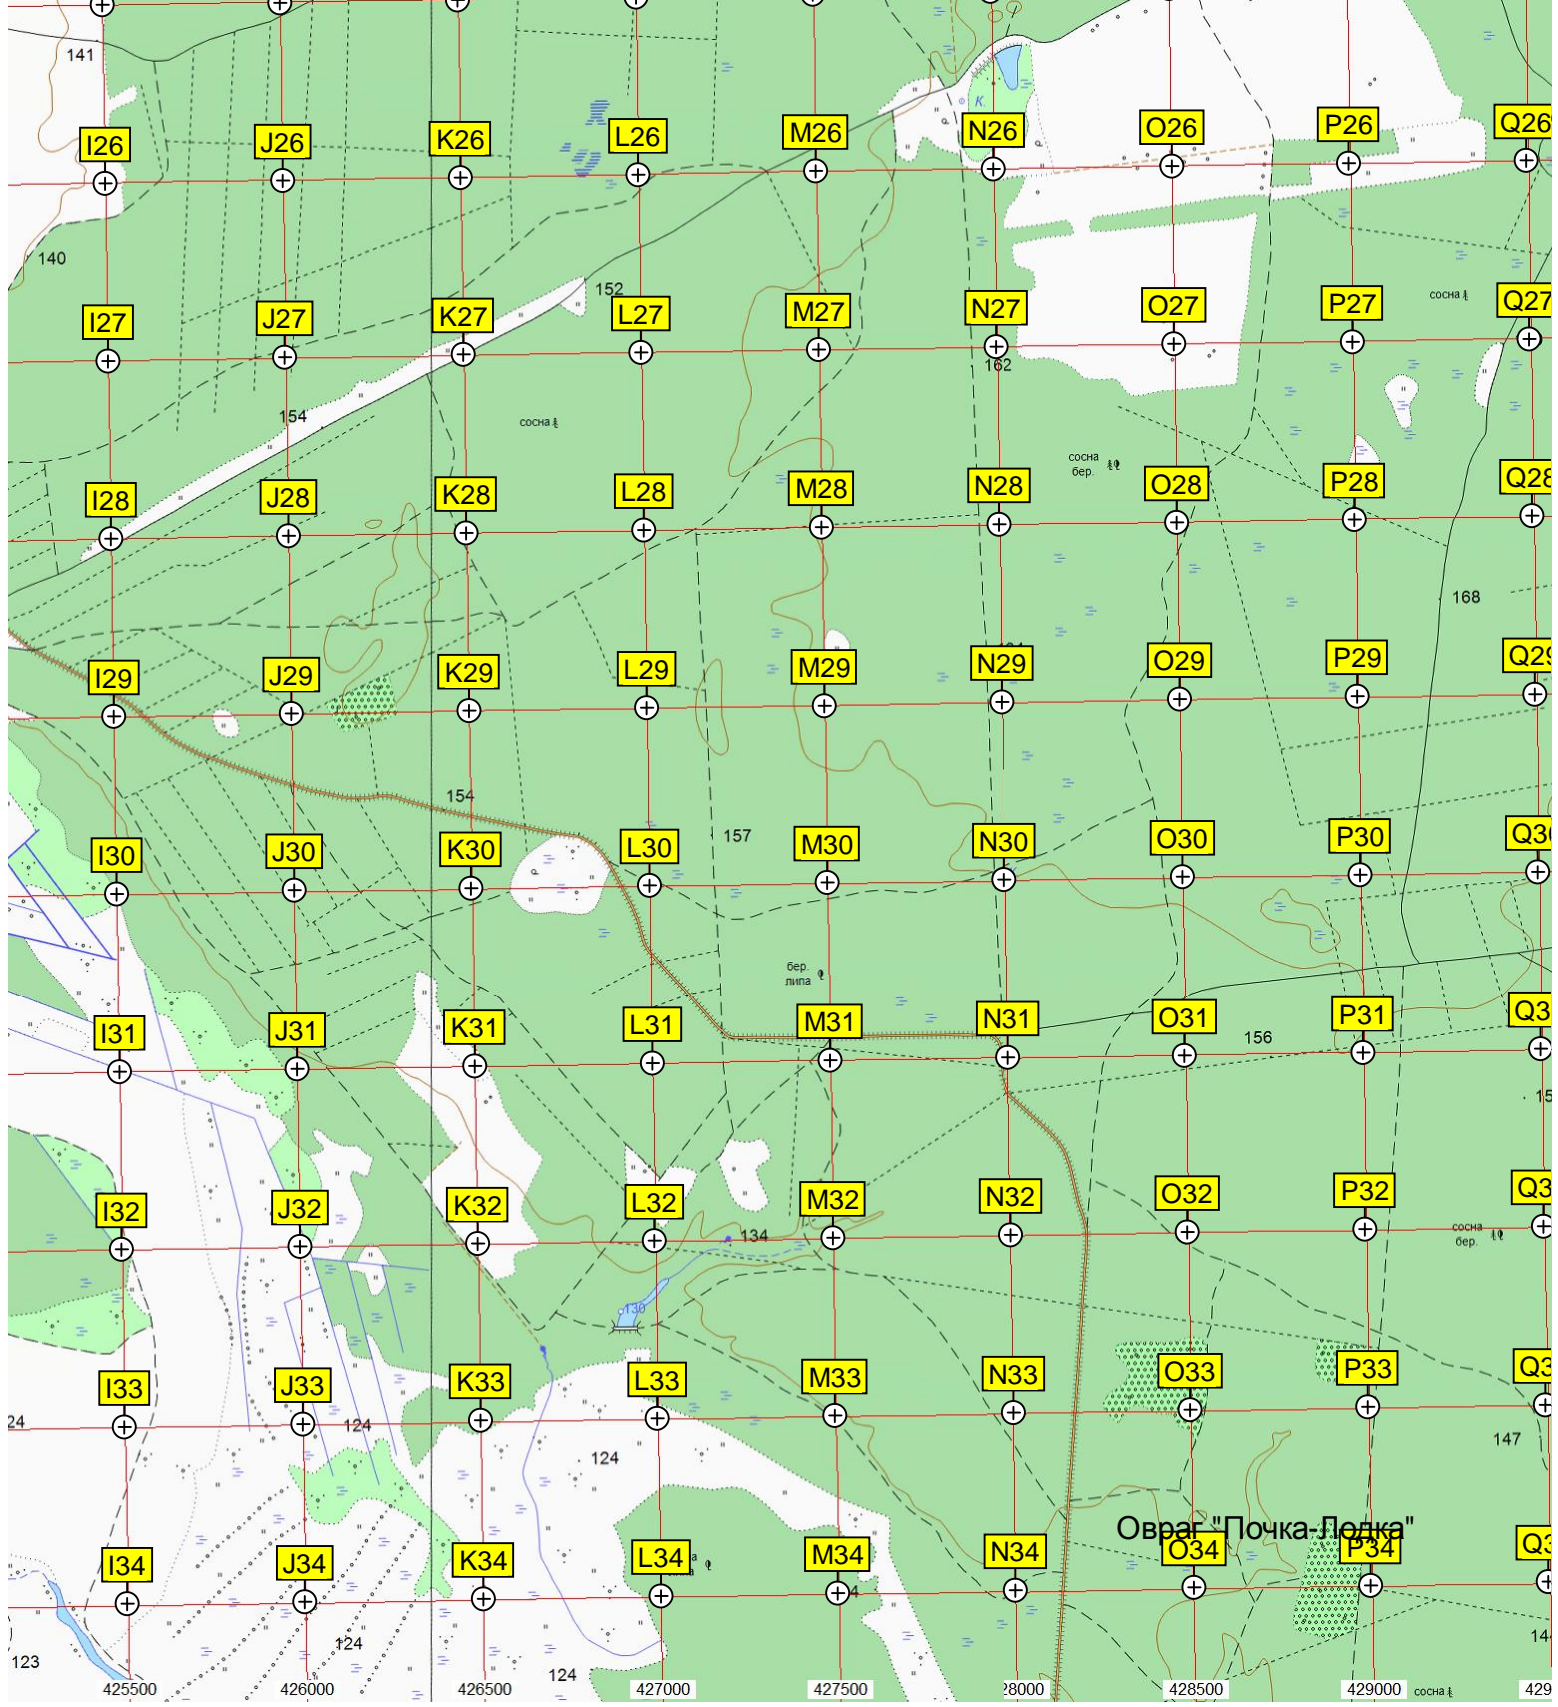 141
К.
I26 J26 K26 L26 M26 N26 O26 P26 Q26
140
152
I27 J27 K27 L27 M27 N27 O27 P27 Q27
сосна
162
154
сосна
сосна
бер.
I28 J28 K28 L28 M28 N28 O28 P28 Q28
168
I29 J29 K29 L29 M29 N29 O29 P29 Q29
154
157
I30 J30 K30 L30 M30 N30 O30 P30
бер.
липа
I31 J31 K31 L31 M31 N31 O31 P31
156
I32 J32 K32 L32 M32 N32 O32 P32
сосна
бер.
134
130
I33 J33 K33 L33 M33 N33 O33 P33
24
124
147
124
Овраг "Почка-Лодка"
I34 J34 K34 L34 M34 N34 O34 P34
123
124
124
425500 426000 426500 427000 427500 28000 428500 429000 сосна 429